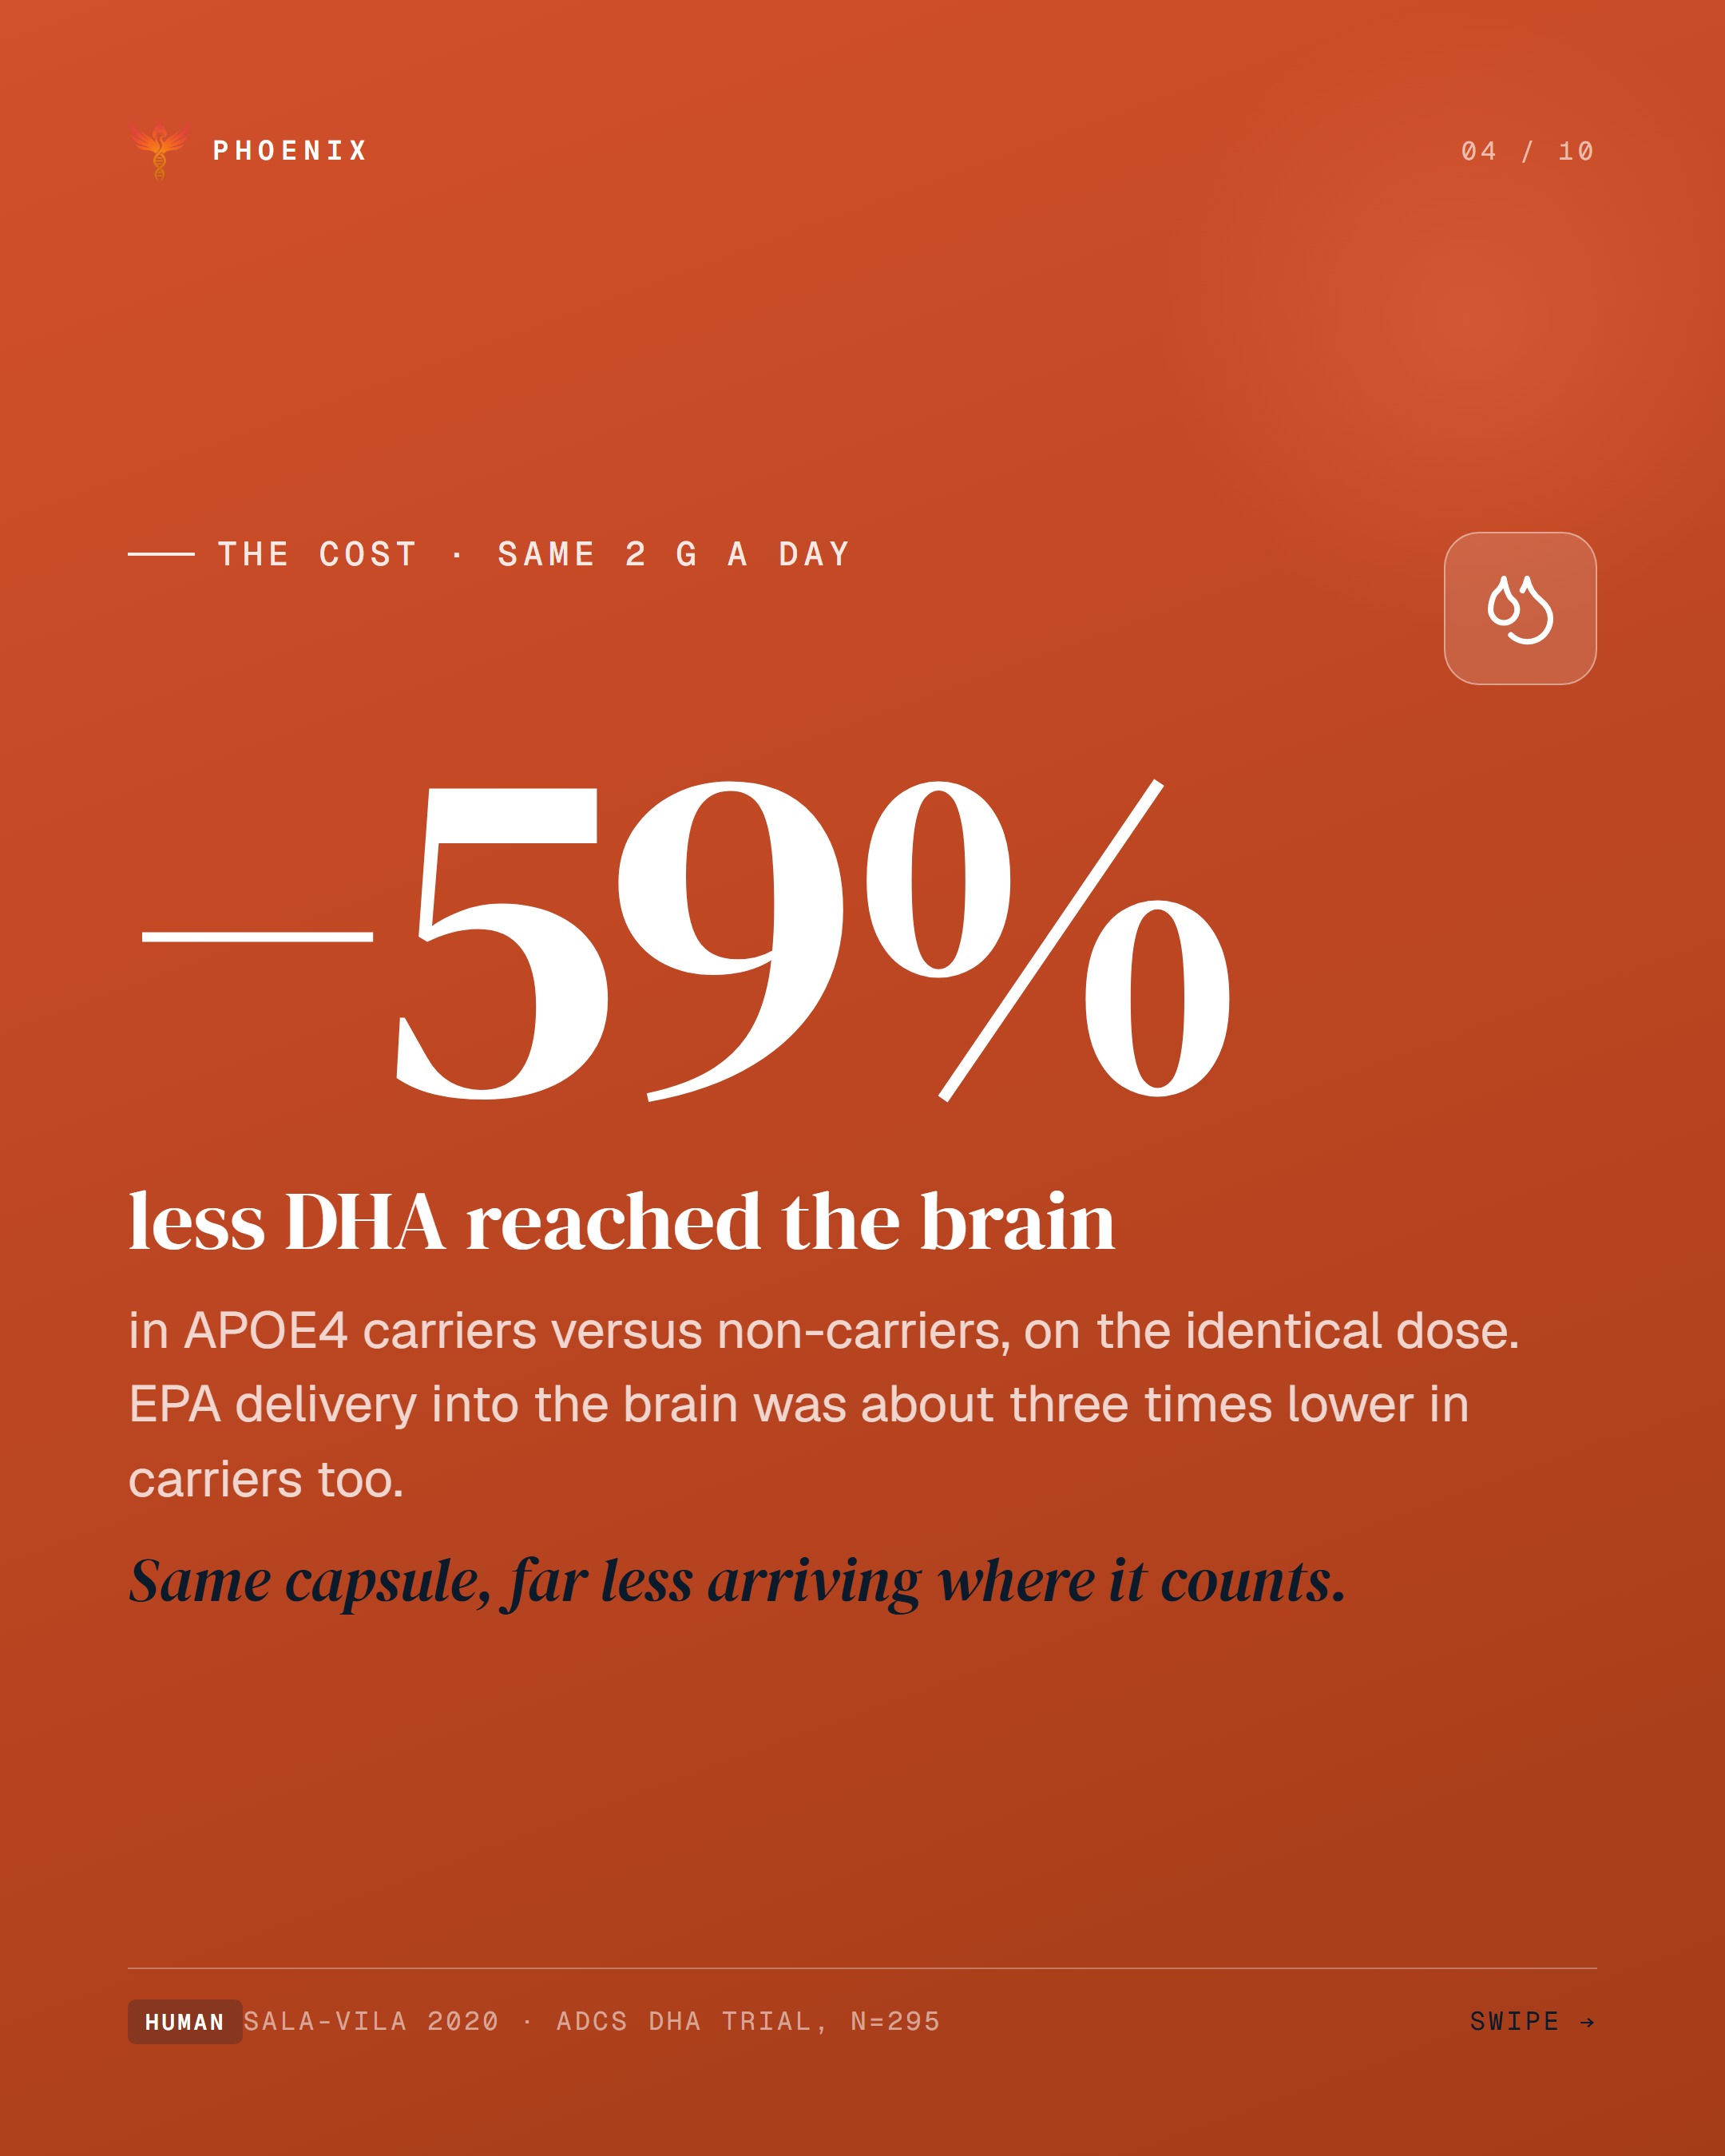 PHOENIX
04 / 10
THE COST · SAME 2 G A DAY
—59%
less DHA reached the brain
in APOE4 carriers versus non-carriers, on the identical dose.
EPA delivery into the brain was about three times lower in
carriers too.
Same capsule, far less arriving where it counts.
HUMAN SALA-VILA 2020 · ADCS DHA TRIAL, N=295
SWIPE →